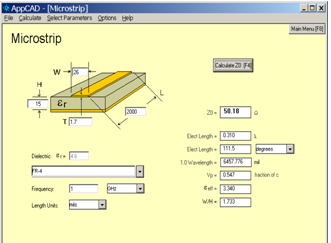 AppCAD - [Microstrip]
File Calculate Select Parameters Options Help
Main Menu [F8]
Microstrip
Calculate Z0 [F4]
W 26
H
15 εr
L
2000
T 1.7
Z0 = 50.18 Ω
Elect Length = 0.310 λ
Elect Length = 111.5 degrees
1.0 Wavelength = 6457.776 mil
Vp = 0.547 fraction of c
ε eff = 3.340
W/H = 1.733
Dielectric: εr =
FR-4
Frequency: 1 GHz
Length Units: mils